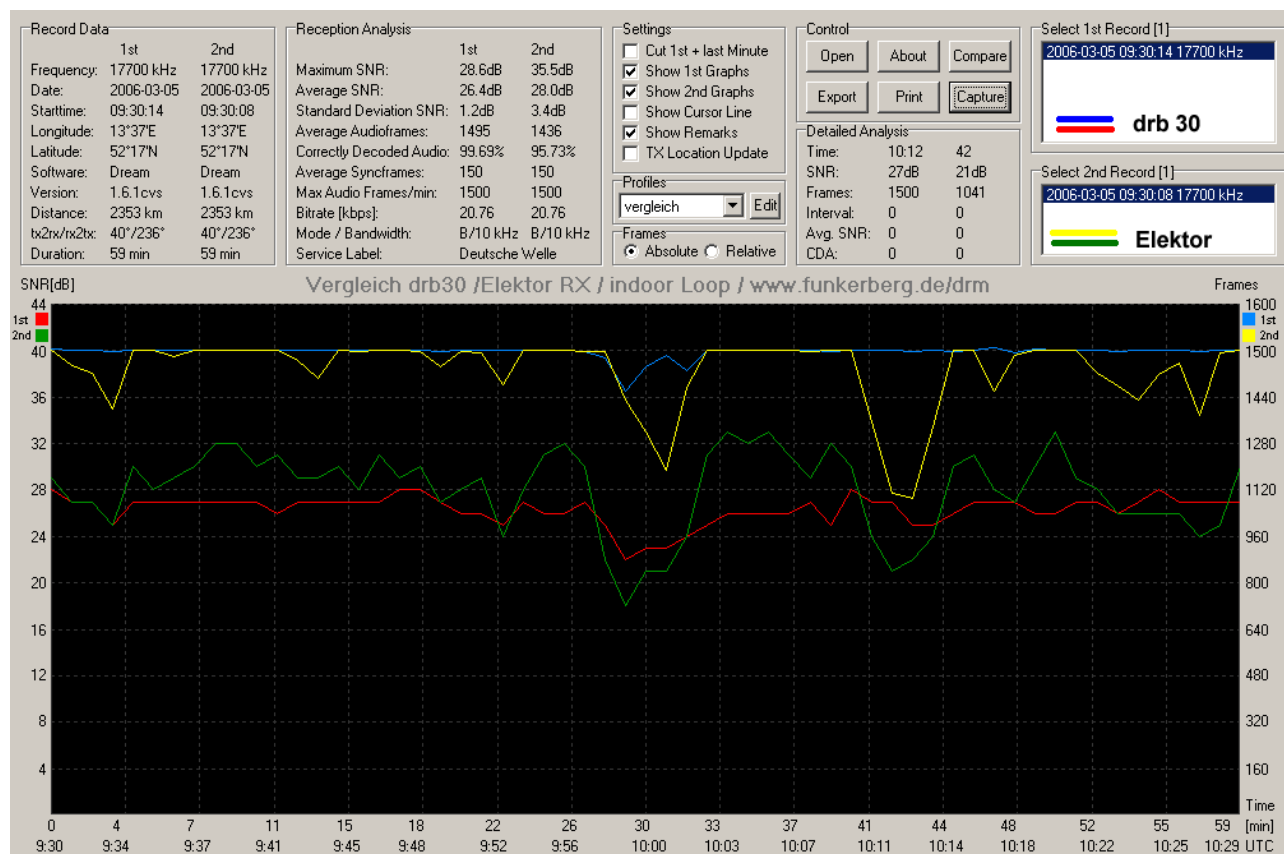 Record Data
1st 2nd
Frequency: 17700 kHz 17700 kHz
Date: 2006-03-05 2006-03-05
Starttime: 09:30:14 09:30:08
Longitude: 13°37'E 13°37'E
Latitude: 52°17'N 52°17'N
Software: Dream Dream
Version: 1.6.1cvs 1.6.1cvs
Distance: 2353 km 2353 km
tx2rx/rx2tx: 40°/236° 40°/236°
Duration: 59 min 59 min
Reception Analysis
1st 2nd
Maximum SNR: 28.6dB 35.5dB
Average SNR: 26.4dB 28.0dB
Standard Deviation SNR: 1.2dB 3.4dB
Average Audioframes: 1495 1436
Correctly Decoded Audio: 99.69% 95.73%
Average Syncframes: 150 150
Max Audio Frames/min: 1500 1500
Bitrate [kbps]: 20.76 20.76
Mode / Bandwidth: B/10 kHz B/10 kHz
Service Label: Deutsche Welle
Settings
Cut 1st + last Minute
Show 1st Graphs
Show 2nd Graphs
Show Cursor Line
Show Remarks
TX Location Update
Profiles
vergleich Edit
Frames
Absolute Relative
Control
Open About Compare
Export Print Capture
Detailed Analysis
Time: 10:12 42
SNR: 27dB 21dB
Frames: 1500 1041
Interval: 0 0
Avg. SNR: 0 0
CDA: 0 0
Select 1st Record [1]
2006-03-05 09:30:14 17700 kHz
drb 30
Select 2nd Record [1]
2006-03-05 09:30:08 17700 kHz
Elektor
SNR[dB] Vergleich drb30 /Elektor RX / indoor Loop / www.funkerberg.de/drm Frames
44 1600
1st 1st
2nd 2nd
40 1500
36 1440
32 1280
28 1120
24 960
20 800
16 640
12 480
8 320
4 160
Time
0 4 7 11 15 18 22 26 30 33 37 41 44 48 52 55 59 [min]
9:30 9:34 9:37 9:41 9:45 9:48 9:52 9:56 10:00 10:03 10:07 10:11 10:14 10:18 10:22 10:25 10:29 UTC